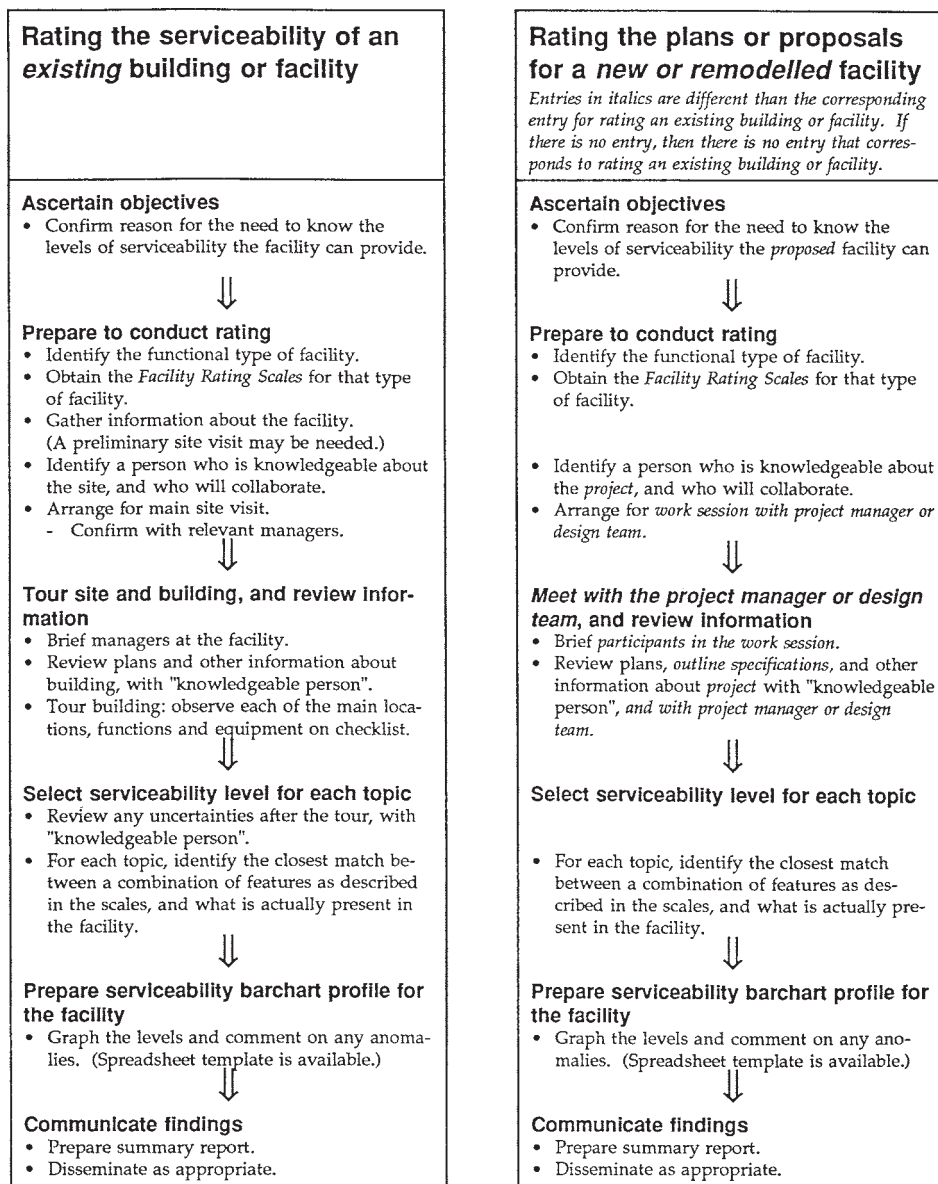 Rating the serviceability of an
existing building or facility
Ascertain objectives
• Confirm reason for the need to know the
levels of serviceability the facility can provide.
⇓
Prepare to conduct rating
• Identify the functional type of facility.
• Obtain the Facility Rating Scales for that type
of facility.
• Gather information about the facility.
(A preliminary site visit may be needed.)
• Identify a person who is knowledgeable about
the site, and who will collaborate.
• Arrange for main site visit.
- Confirm with relevant managers.
⇓
Tour site and building, and review infor-
mation
• Brief managers at the facility.
• Review plans and other information about
building, with "knowledgeable person".
• Tour building: observe each of the main loca-
tions, functions and equipment on checklist.
⇓
Select serviceability level for each topic
• Review any uncertainties after the tour, with
"knowledgeable person".
• For each topic, identify the closest match be-
tween a combination of features as described
in the scales, and what is actually present in
the facility.
⇓
Prepare serviceability barchart profile for
the facility
• Graph the levels and comment on any anoma-
lies. (Spreadsheet template is available.)
⇓
Communicate findings
• Prepare summary report.
• Disseminate as appropriate.
Rating the plans or proposals
for a new or remodelled facility
Entries in italics are different than the corresponding
entry for rating an existing building or facility. If
there is no entry, then there is no entry that corres-
ponds to rating an existing building or facility.
Ascertain objectives
• Confirm reason for the need to know the
levels of serviceability the proposed facility can
provide.
⇓
Prepare to conduct rating
• Identify the functional type of facility.
• Obtain the Facility Rating Scales for that type
of facility.
• Identify a person who is knowledgeable about
the project, and who will collaborate.
• Arrange for work session with project manager or
design team.
⇓
Meet with the project manager or design
team, and review information
• Brief participants in the work session.
• Review plans, outline specifications, and other
information about project with "knowledgeable
person", and with project manager or design
team.
⇓
Select serviceability level for each topic
• For each topic, identify the closest match
between a combination of features as des-
cribed in the scales, and what is actually pre-
sent in the facility.
⇓
Prepare serviceability barchart profile for
the facility
• Graph the levels and comment on any ano-
malies. (Spreadsheet template is available.)
⇓
Communicate findings
• Prepare summary report.
• Disseminate as appropriate.